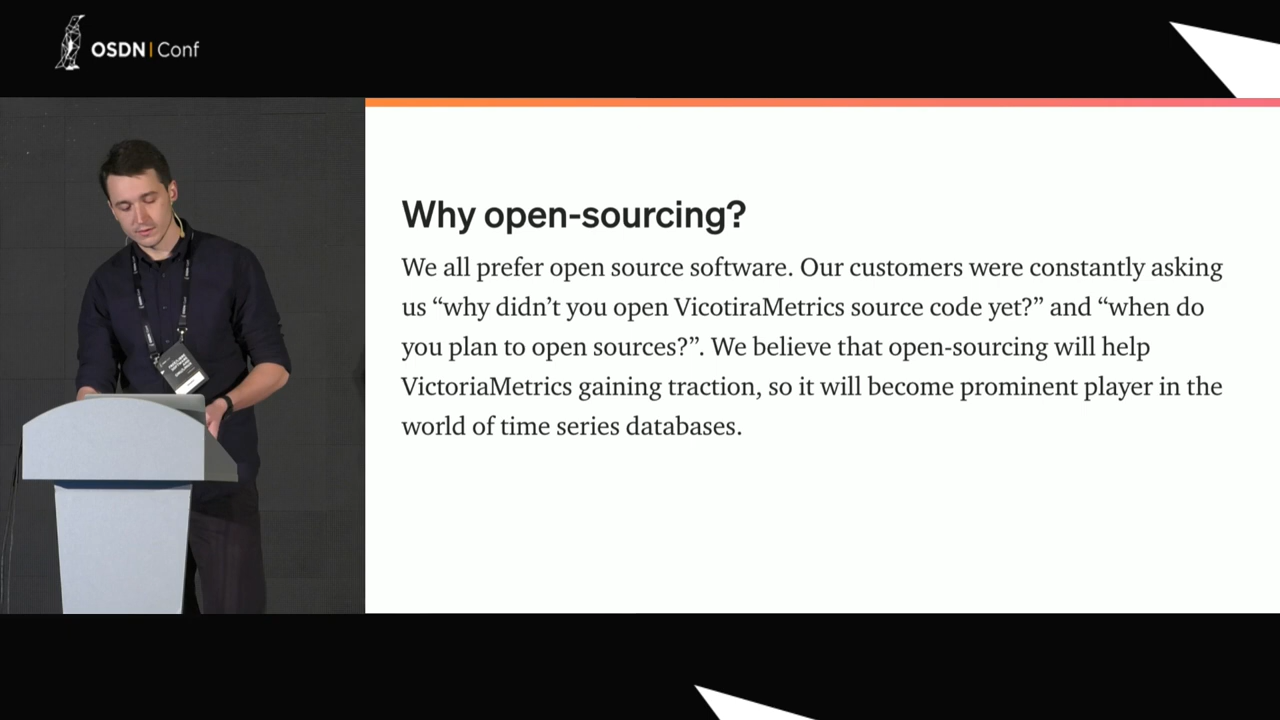 OSDN | Conf
Why open-sourcing?
We all prefer open source software. Our customers were constantly asking
us “why didn’t you open VicotiraMetrics source code yet?” and “when do
you plan to open sources?”. We believe that open-sourcing will help
VictoriaMetrics gaining traction, so it will become prominent player in the
world of time series databases.